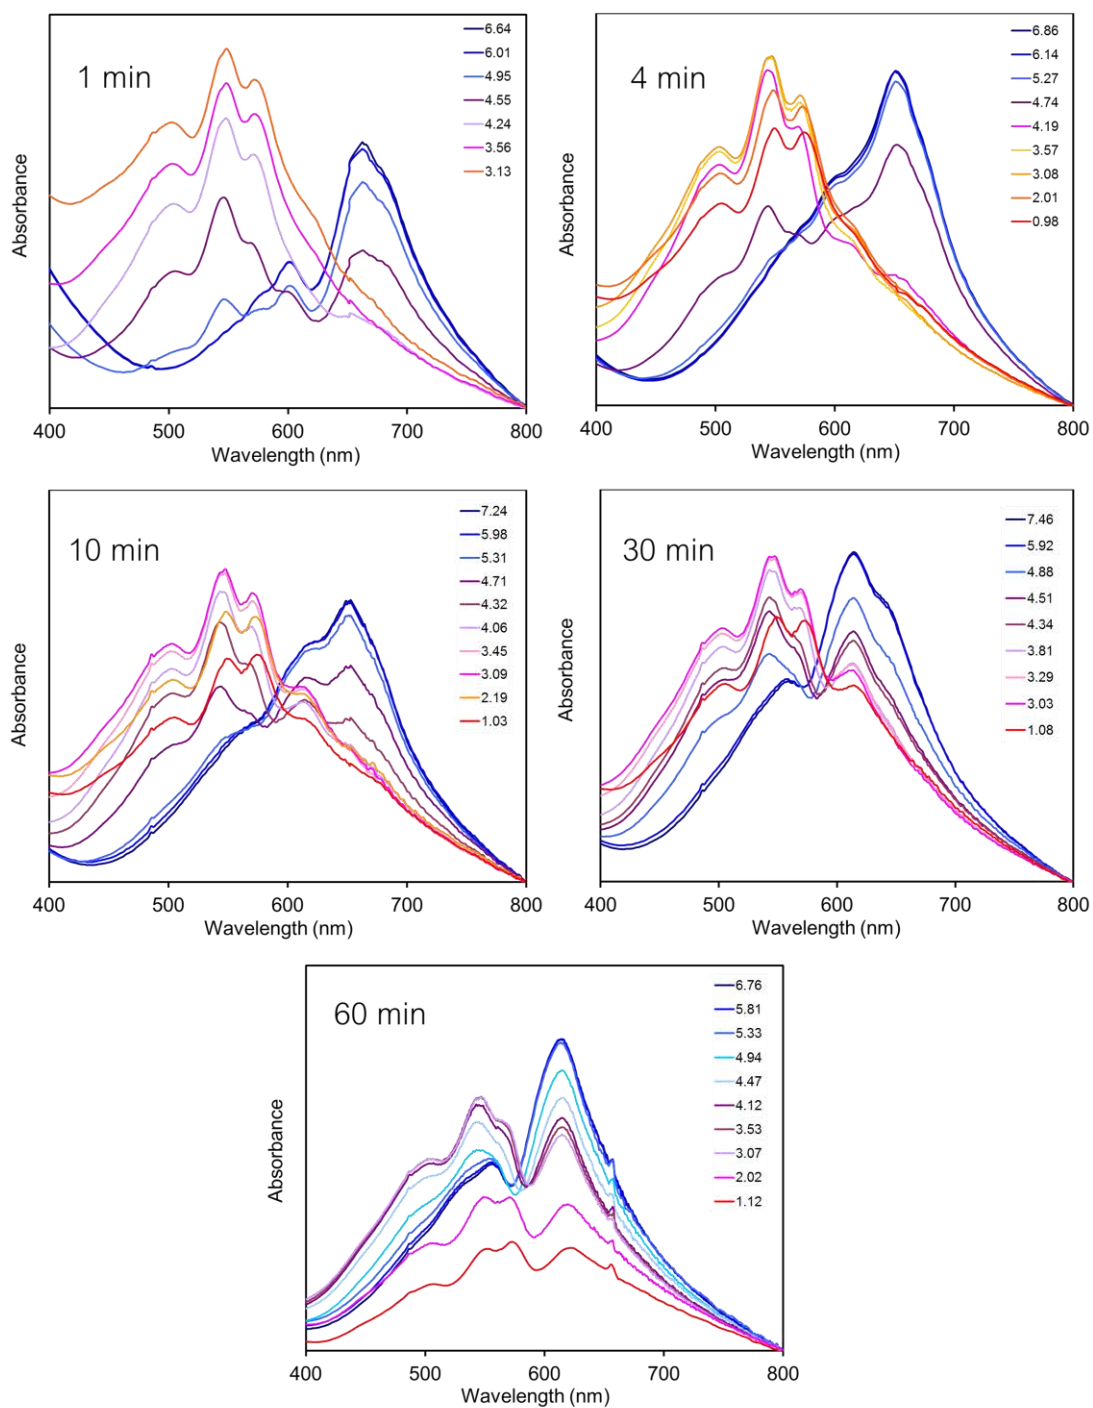 1 min
6.64
6.01
4.95
4.55
4.24
3.56
3.13
Absorbance
400 500 600 700 800
Wavelength (nm)
4 min
6.86
6.14
5.27
4.74
4.19
3.57
3.08
2.01
0.98
Absorbance
400 500 600 700 800
Wavelength (nm)
10 min
7.24
5.98
5.31
4.71
4.32
4.06
3.45
3.09
2.19
1.03
Absorbance
400 500 600 700 800
Wavelength (nm)
30 min
7.46
5.92
4.88
4.51
4.34
3.81
3.29
3.03
1.08
Absorbance
400 500 600 700 800
Wavelength (nm)
60 min
6.76
5.81
5.33
4.94
4.47
4.12
3.53
3.07
2.02
1.12
Absorbance
400 500 600 700 800
Wavelength (nm)